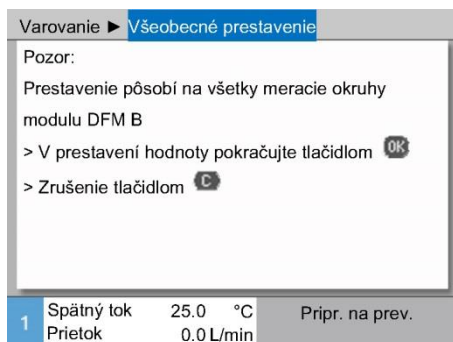 Varovanie ► Všeobecné prestavenie
Pozor:
Prestavenie pôsobí na všetky meracie okruhy
modulu DFM B
> V prestavení hodnoty pokračujte tlačidlom OK
> Zrušenie tlačidlom C
1 Spätný tok 25.0 °C Pripr. na prev.
Prietok 0.0 L/min